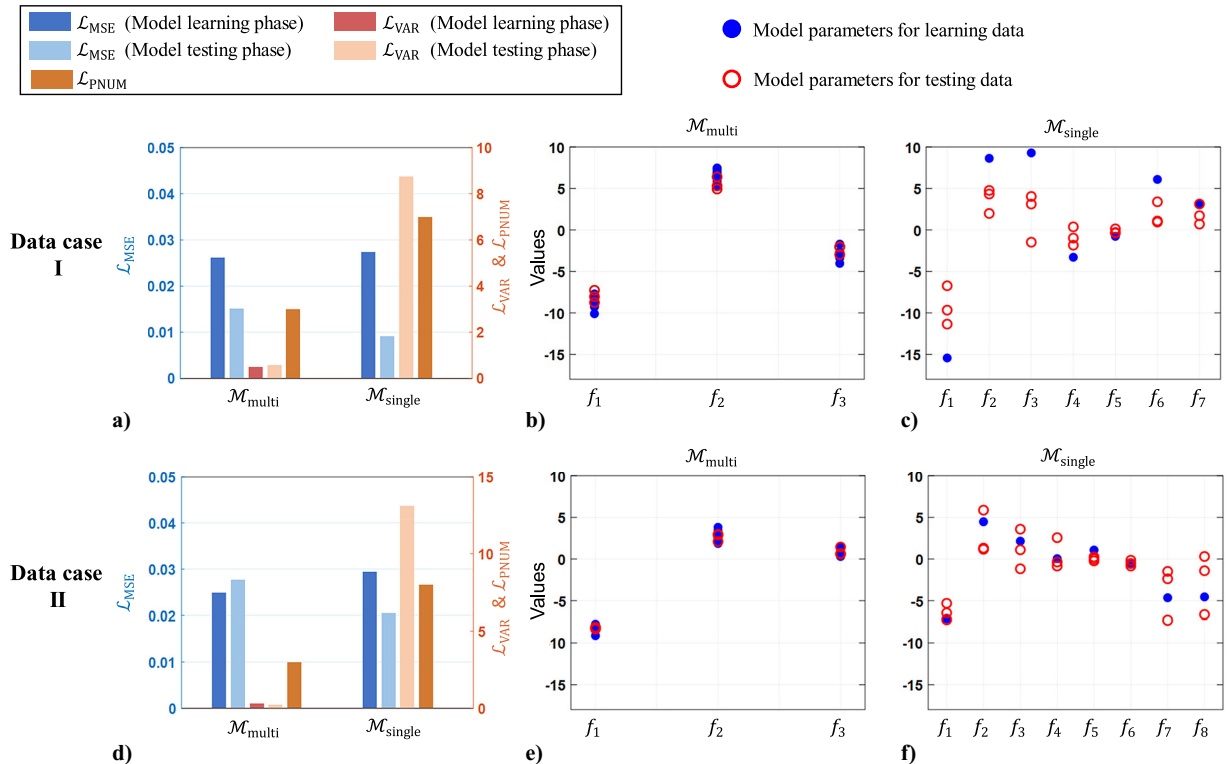 ℒMSE (Model learning phase) ℒVAR (Model learning phase)
ℒMSE (Model testing phase) ℒVAR (Model testing phase)
ℒPNUM
Model parameters for learning data
Model parameters for testing data
Data case
I
0.05
0.04
0.03
0.02
0.01
0
ℒMSE
10
8
6
4
2
0
ℒVAR & ℒPNUM
ℳmulti ℳsingle
a)
ℳmulti
10
5
0
-5
-10
-15
Values
f1 f2 f3
b)
ℳsingle
10
5
0
-5
-10
-15
f1 f2 f3 f4 f5 f6 f7
c)
Data case
II
0.05
0.04
0.03
0.02
0.01
0
ℒMSE
15
10
5
0
ℒVAR & ℒPNUM
ℳmulti ℳsingle
d)
ℳmulti
10
5
0
-5
10
-15
Values
f1 f2 f3
e)
ℳsingle
10
5
0
-5
-10
-15
f1 f2 f3 f4 f5 f6 f7 f8
f)